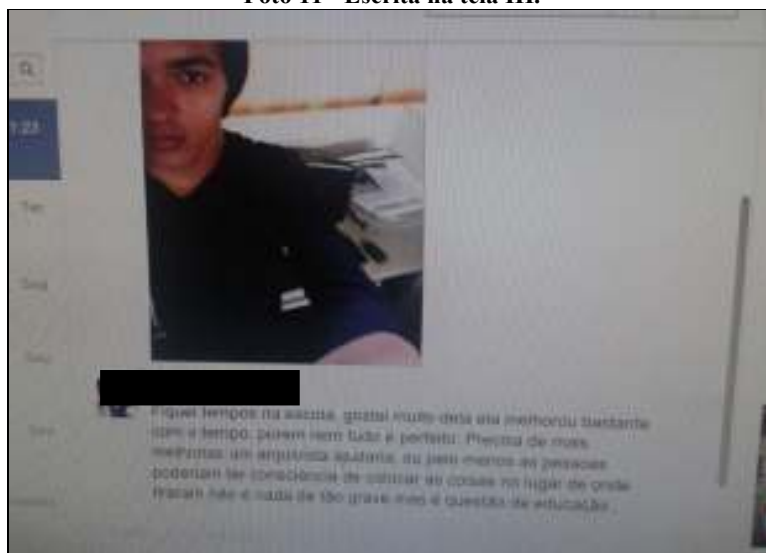 Foto 11 - Escrita na tela III.
Fiquei tempos na escola, gostei muito dela ela melhorou bastante
com o tempo, porem nem tudo é perfeito. Precisa de mais
melhorias, um arquivista ajudaria, ou pelo menos as pessoas
poderiam ter consciência de colocar as coisas no lugar de onde
tiraram não é nada de tão grave mas é questão de educação.